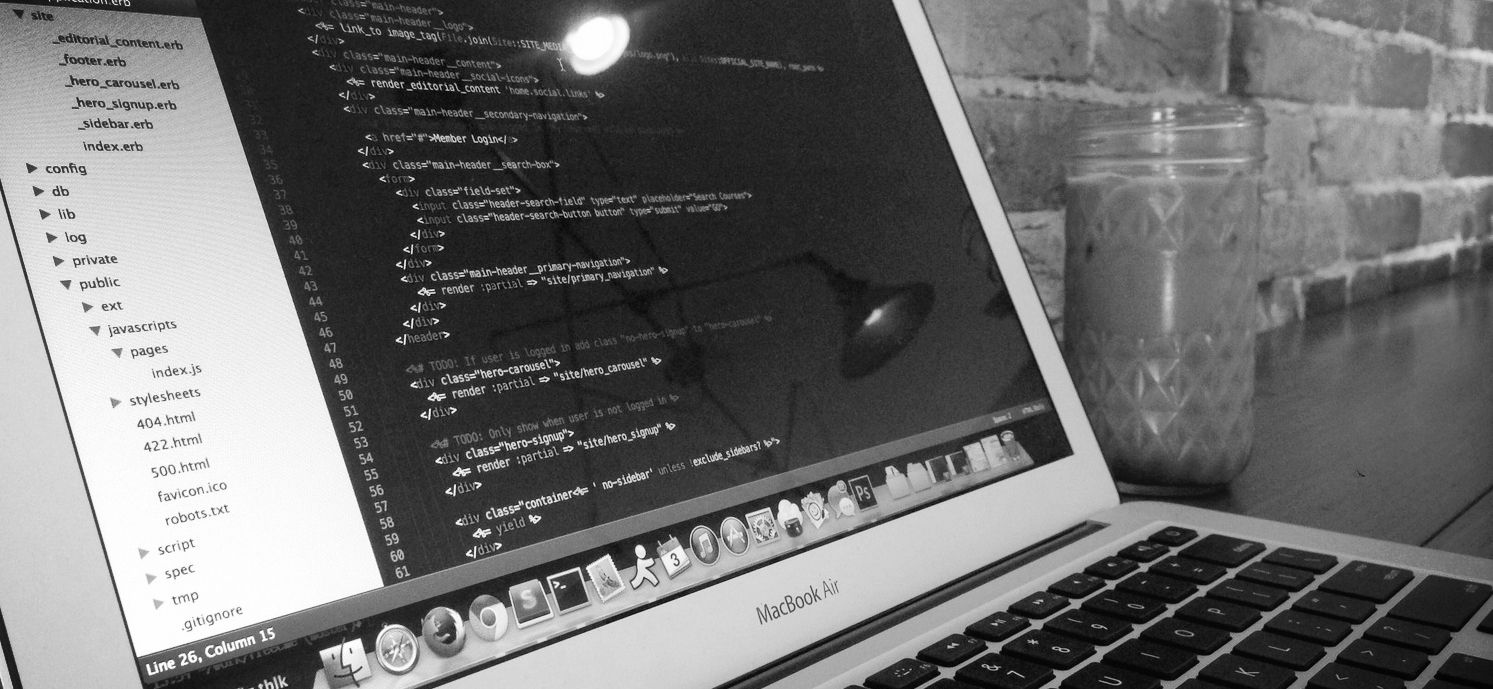 site
_editorial_content.erb
_footer.erb
_hero_carousel.erb
_hero_signup.erb
_sidebar.erb
index.erb
config
db
lib
log
private
public
ext
javascripts
pages
index.js
stylesheets
404.html
422.html
500.html
favicon.ico
robots.txt
script
spec
tmp
.gitignore
Line 26, Column 15
<div class="main-header__logo">
<%= link_to image_tag(File.join(Site::SITE_MEDIA
</div>
<div class="main-header__content">
<div class="main-header__social-icons">
<%= render_editorial_content 'home.social.links' %>
</div>
<div class="main-header__secondary-navigation">
<a href="#">Member Login</a>
</div>
<div class="main-header__search-box">
<form>
<div class="field-set">
<input class="header-search-field" type="text" placeholder="Search Courses">
<input class="header-search-button button" type="submit" value="GO">
</div>
</form>
</div>
<div class="main-header__primary-navigation">
<%= render :partial => "site/primary_navigation" %>
</div>
</div>
</header>
<%# TODO: If user is logged in add class "no-hero-signup" to "hero-carousel" %>
<div class="hero-carousel">
<%= render :partial => "site/hero_carousel" %>
</div>
<%# TODO: Only show when user is not logged in %>
<div class="hero-signup">
<%= render :partial => "site/hero_signup" %>
</div>
<div class="container<%= ' no-sidebar' unless !exclude_sidebars? %>">
<%= yield %>
</div>
32
33
34
35
36
37
38
39
40
41
42
43
44
45
46
47
48
49
50
51
52
53
54
55
56
57
58
59
60
61
S
3
Ps
MacBook Air